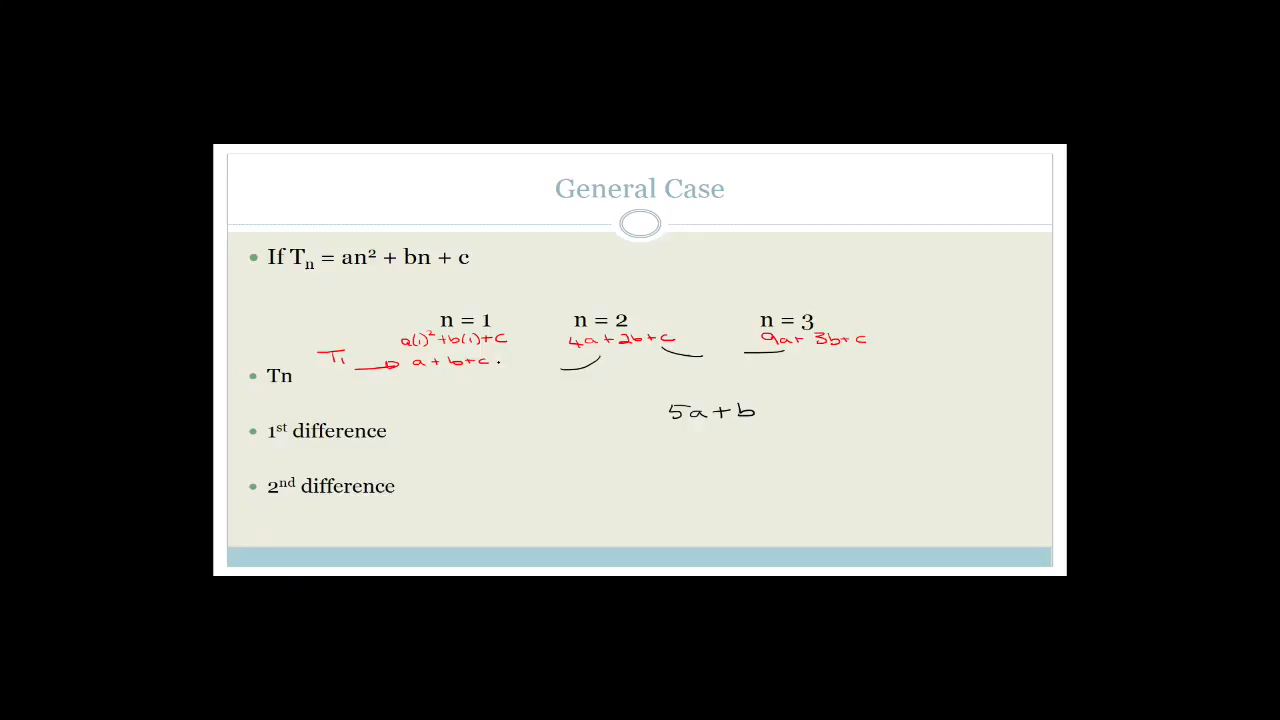 General Case
• If Tₙ = an² + bn + c
n = 1 n = 2 n = 3
a(1)² + b(1) + c 4a + 2b + c 9a + 3b + c
T₁ → a + b + c
• Tn
5a + b
• 1st difference
• 2nd difference